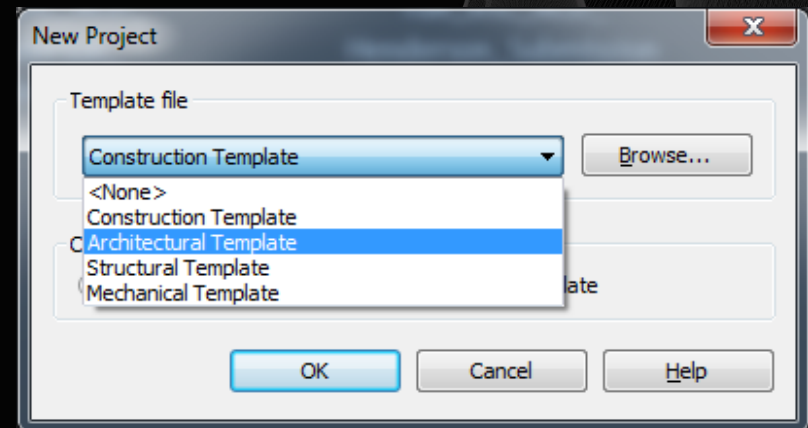 New Project
Template file
Construction Template
Browse...
<None>
Construction Template
Architectural Template
Structural Template
Mechanical Template
OK
Cancel
Help